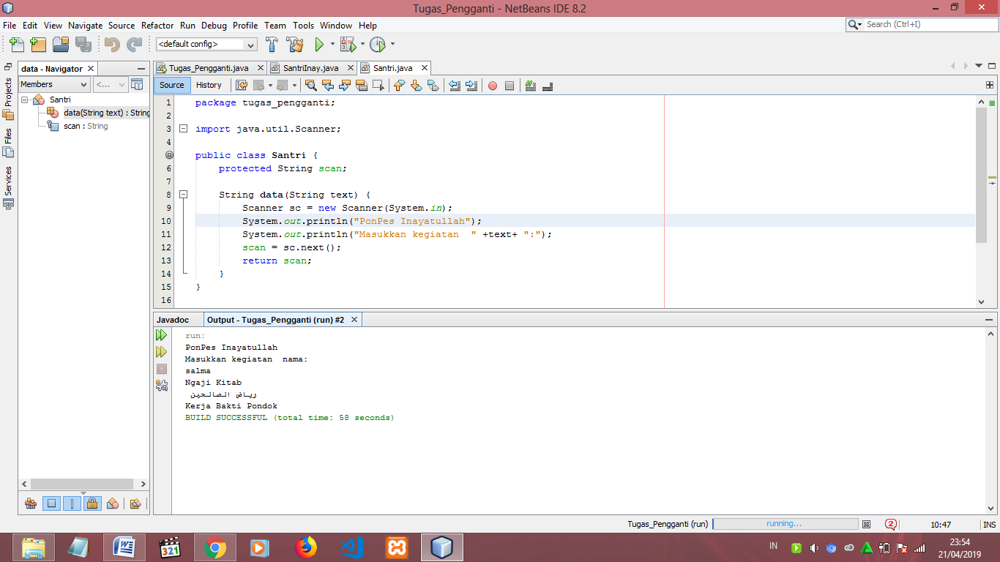 Tugas_Pengganti - NetBeans IDE 8.2
File Edit View Navigate Source Refactor Run Debug Profile Team Tools Window Help
Search (Ctrl+I)
<default config>
data - Navigator
Members
<...
Santri
data(String text) : String
scan : String
Projects
Files
Services
Tugas_Pengganti.java
SantriInay.java
Santri.java
Source History
1 package tugas_pengganti;
2
3 import java.util.Scanner;
4
public class Santri {
6 protected String scan;
7
8 String data(String text) {
9 Scanner sc = new Scanner(System.in);
10 System.out.println("PonPes Inayatullah");
11 System.out.println("Masukkan kegiatan  " +text+ ":");
12 scan = sc.next();
13 return scan;
14 }
15 }
16
Javadoc
Output - Tugas_Pengganti (run) #2
run:
PonPes Inayatullah
Masukkan kegiatan  nama:
salma
Ngaji Kitab
رياض الصالحين
Kerja Bakti Pondok
BUILD SUCCESSFUL (total time: 58 seconds)
Tugas_Pengganti (run)
running...
2
10:47
INS
321
IN
23:54
21/04/2019